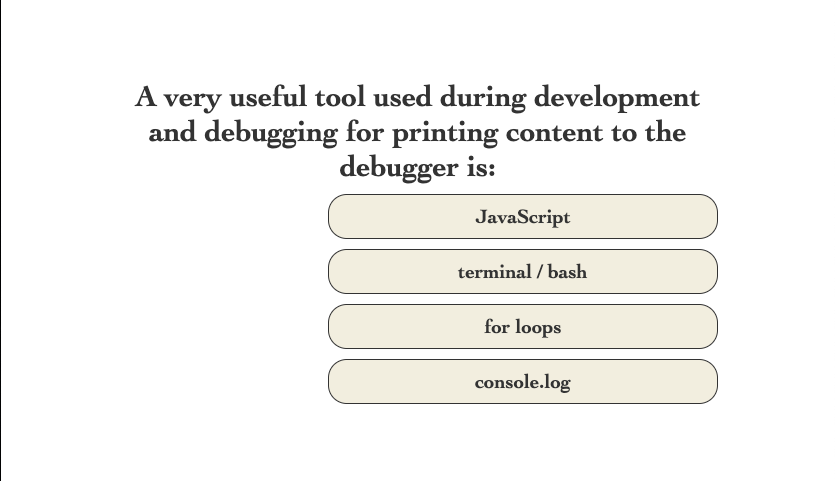 A very useful tool used during development
and debugging for printing content to the
debugger is:
JavaScript
terminal / bash
for loops
console.log